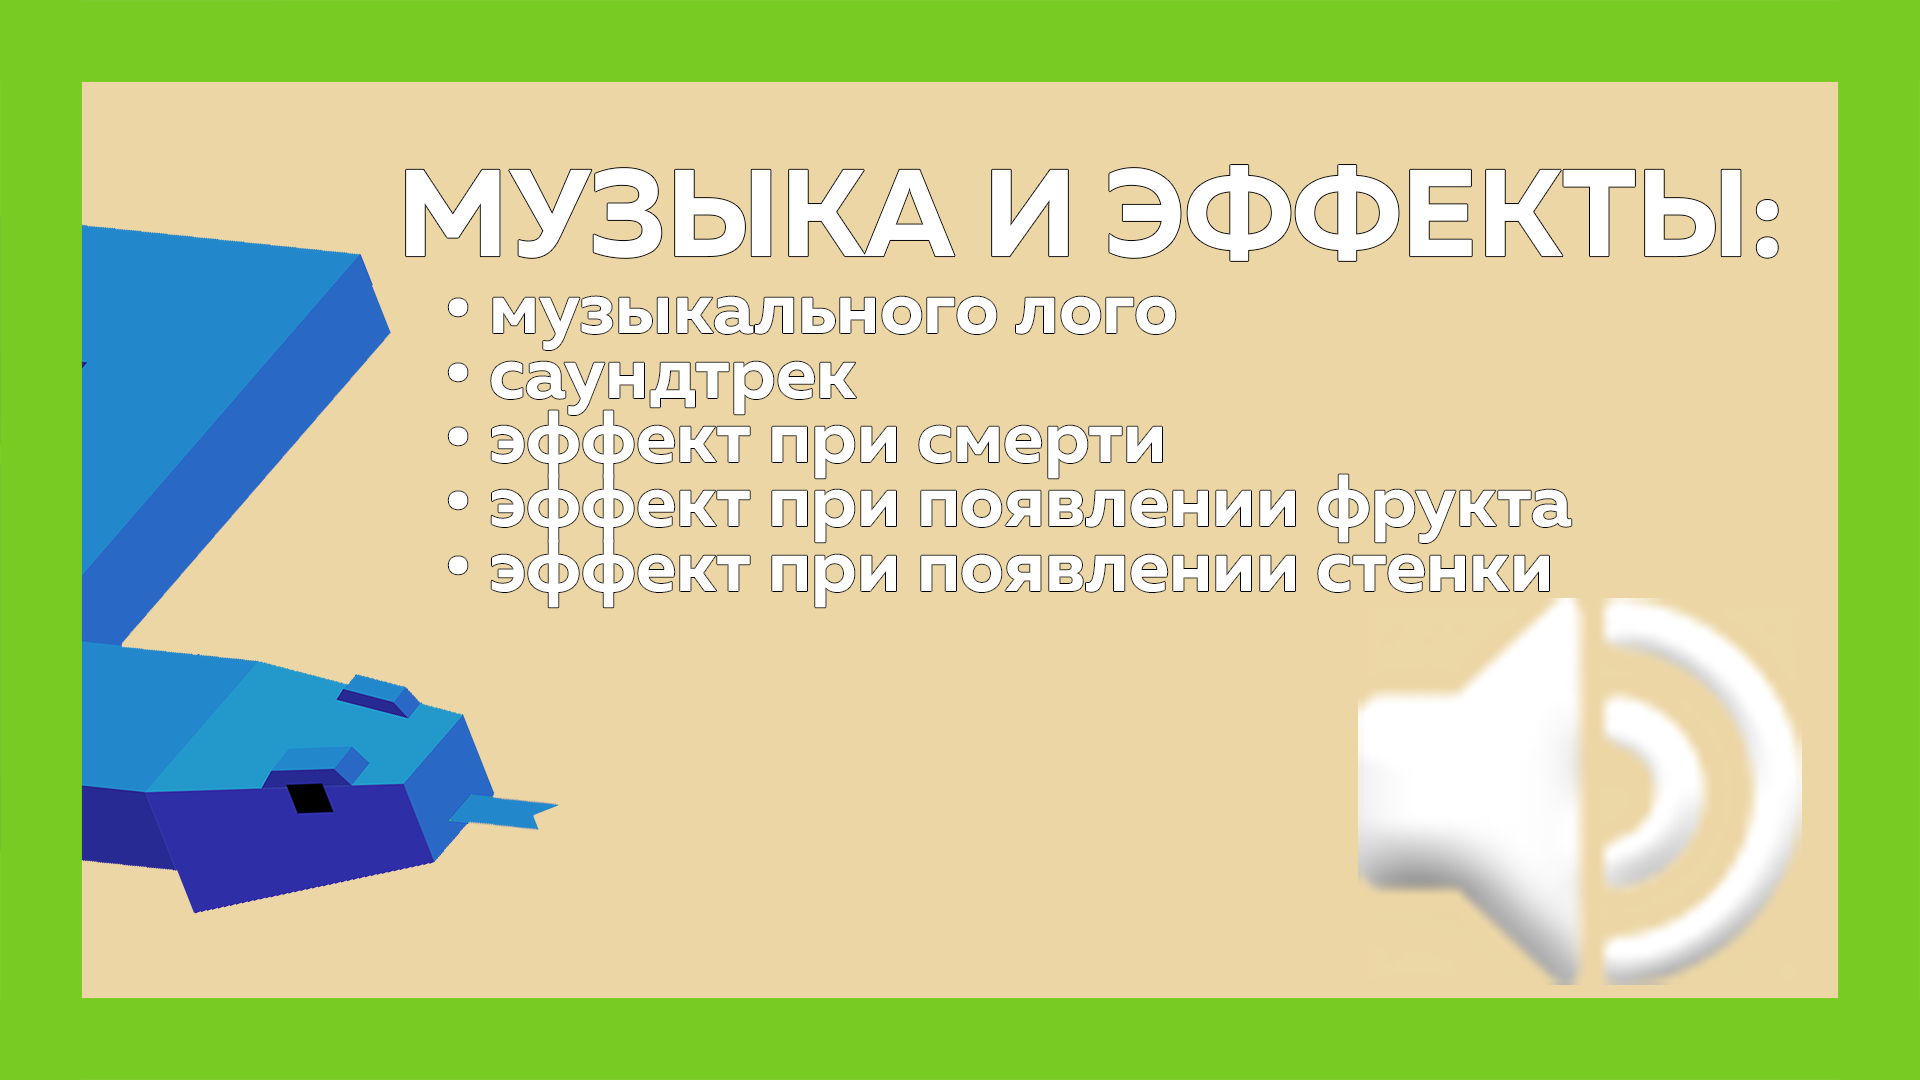 МУЗЫКА И ЭФФЕКТЫ:
• музыкального лого
• саундтрек
• эффект при смерти
• эффект при появлении фрукта
• эффект при появлении стенки